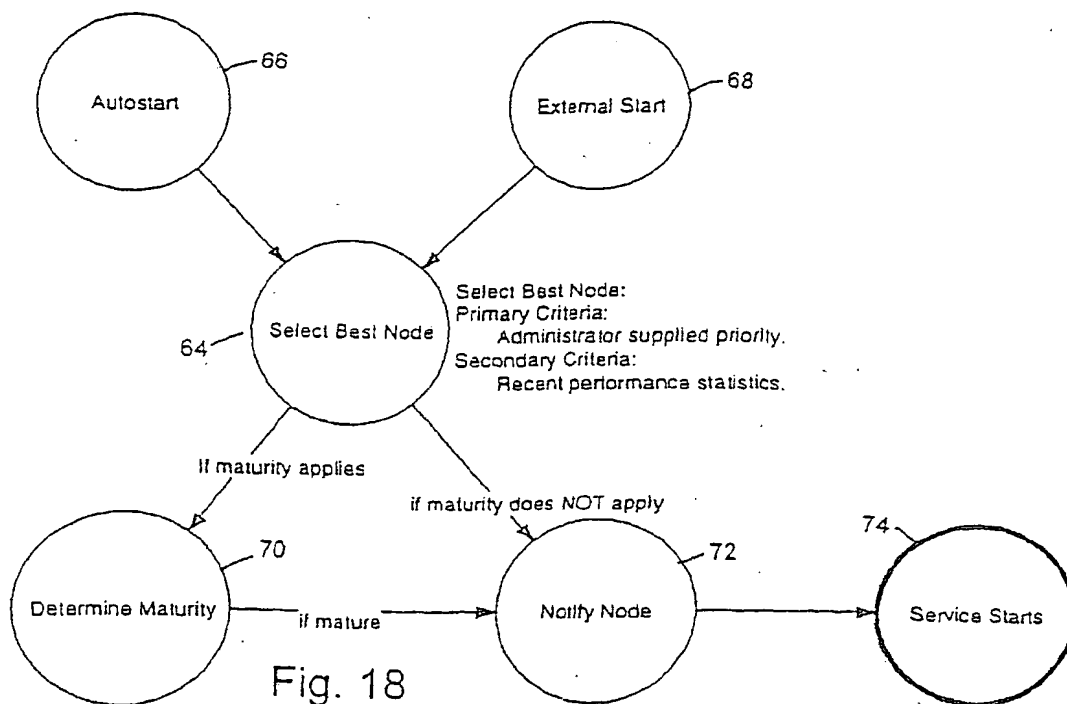 66
68
Autostart
External Start
Select Best Node:
Primary Criteria:
Administrator supplied priority.
Secondary Criteria:
Recent performance statistics.
Select Best Node
64
If maturity applies
if maturity does NOT apply
70
72
74
Determine Maturity
if mature
Notify Node
Service Starts
Fig. 18